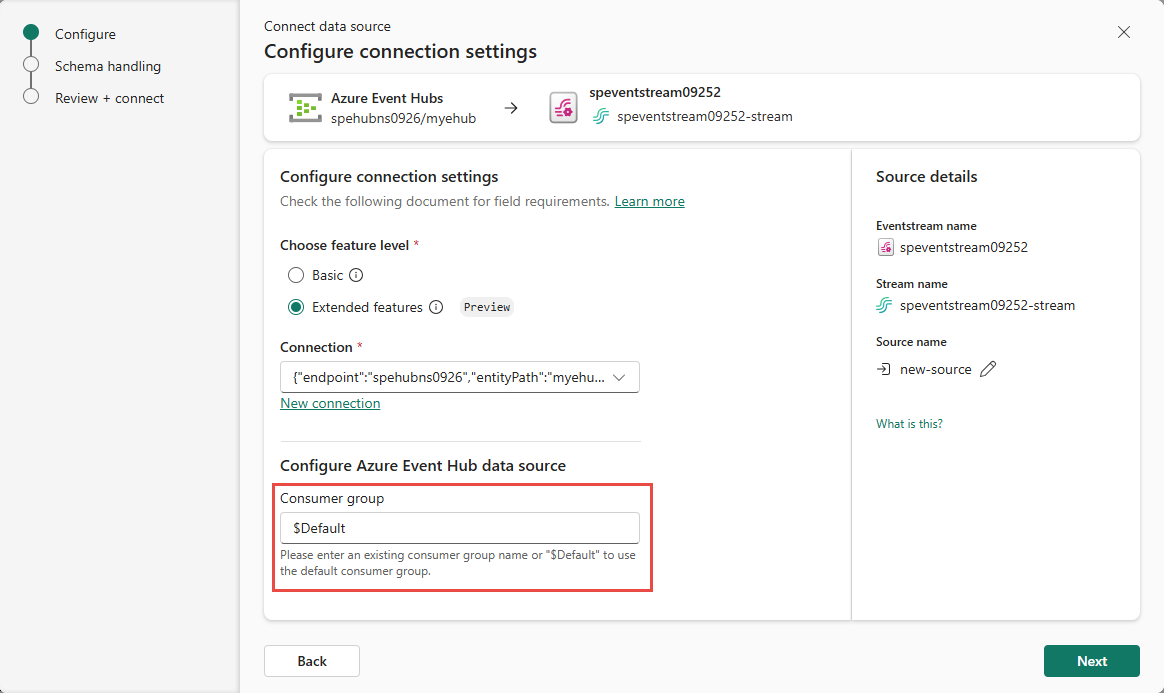 Configure
Schema handling
Review + connect
Connect data source
Configure connection settings
Azure Event Hubs
spehubns0926/myehub
speventstream09252
speventstream09252-stream
Configure connection settings
Check the following document for field requirements. Learn more
Choose feature level *
Basic
Extended features Preview
Connection *
{"endpoint":"spehubns0926","entityPath":"myehu...
New connection
Configure Azure Event Hub data source
Consumer group
$Default
Please enter an existing consumer group name or "$Default" to use
the default consumer group.
Source details
Eventstream name
speventstream09252
Stream name
speventstream09252-stream
Source name
new-source
What is this?
Back
Next